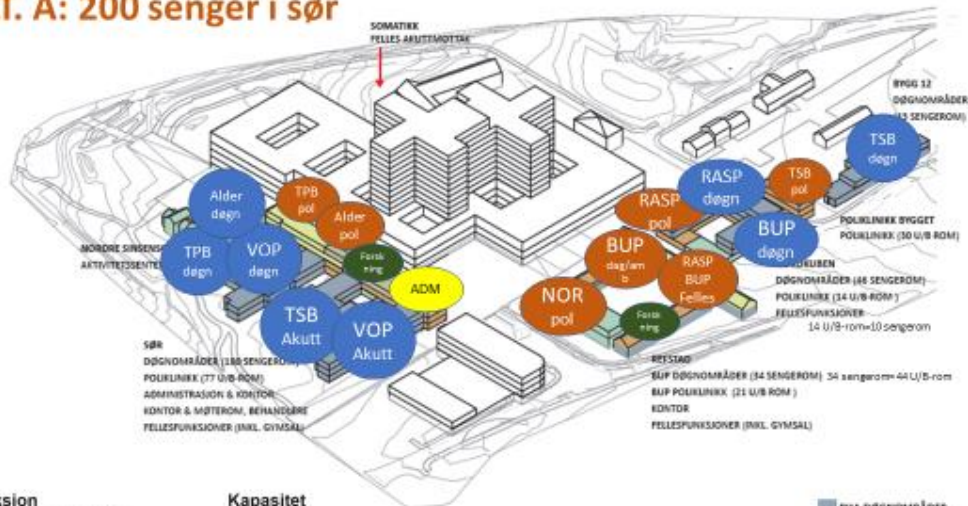 T. A: 200 senger i sør
SOMATIKK
FELLES AKUTTMOTTAK
BYGG 12
DØGNOMRÅDER
SENGEROM)
TSB
døgn
RASP
døgn
TSB
pol
Alder
døgn
TPB
pol
Alder
pol
RASP
pol
POLIKLINIKK BYGGET
POLIKLINIKK (30 U/B ROM)
BUP
døgn
NORDRE SINSEN
AKTIVITETSSENTE
TPB
døgn
VOP
døgn
Forsk
ning
BUP
dag/am
b
RASP
BUP
Felles
KUBEN
DØGNOMRÅDER (46 SENGEROM)
POLIKLINIKK (14 U/B-ROM )
FELLESFUNKSJONER
14 U/B-rom=10 sengerom
ADM
NOR
pol
Forsk
ning
TSB
Akutt
VOP
Akutt
SØR
DØGNOMRÅDER
POLIKLINIKK (77 U/B-ROM)
ADMINISTRASJON & KONTOR
KONTOR & MØTEROM, BEHANDLERE
FELLESFUNKSJONER (INKL. GYMSAL)
REFSTAD
BUP DØGNOMRÅDER (34 SENGEROM) 34 sengerom=44 U/B-rom
BUP POLIKLINIKK (21 U/B ROM )
KONTOR
FELLESFUNKSJONER (INKL. GYMSAL)
ksjon
Kapasitet